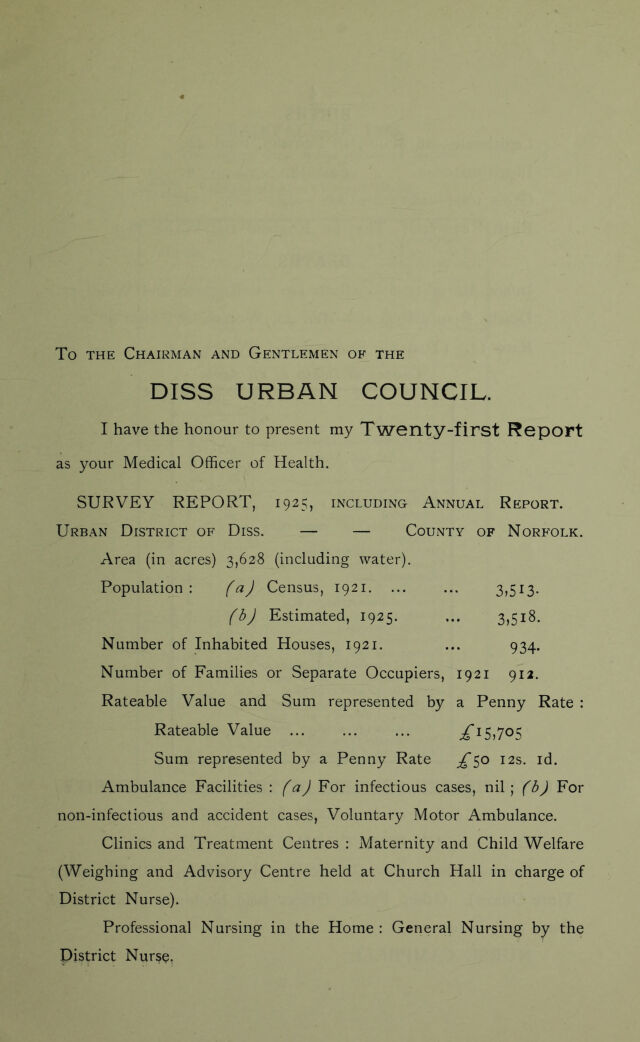 To the Chairman and Gentlemen of the
DISS URBAN COUNCIL.
I have the honour to present my Twenty-first Report
as your Medical Officer of Health.
SURVEY REPORT, 1925, including Annual Report.
Urban District of Diss. — — County of Norfolk.
Area (in acres) 3,628 (including water).
Population : (a) Census, 1921. ... ... 3,513.
(b) Estimated, 1925. ... 3,518.
Number of Inhabited Houses, 1921. ... 934.
Number of Families or Separate Occupiers, 1921 912.
Rateable Value and Sum represented by a Penny Rate :
Rateable Value ... ... ... £15,705
Sum represented by a Penny Rate £50 12s. 1d.
Ambulance Facilities : (a) For infectious cases, nil ; (b) For
non-infectious and accident cases, Voluntary Motor Ambulance.
Clinics and Treatment Centres : Maternity and Child Welfare
(Weighing and Advisory Centre held at Church Hall in charge of
District Nurse).
Professional Nursing in the Home : General Nursing by the
District Nurse.